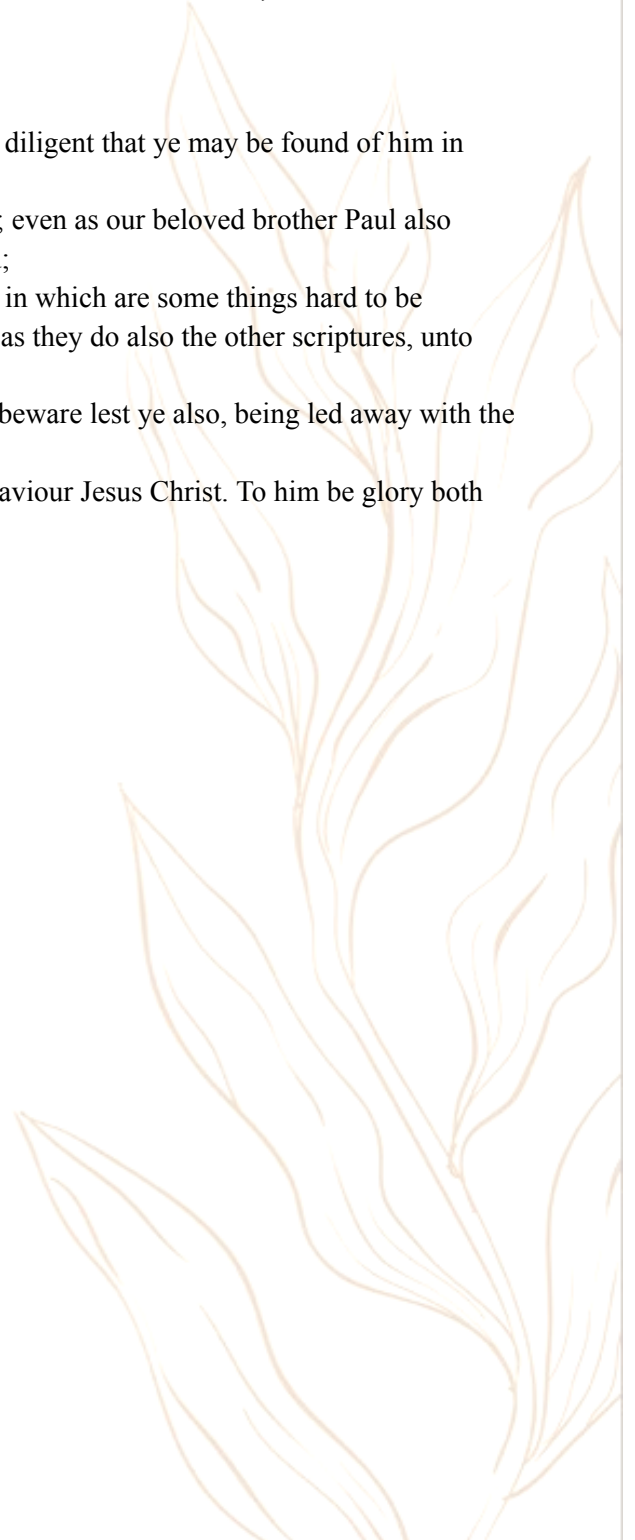 diligent that ye may be found of him in
; even as our beloved brother Paul also
;
in which are some things hard to be
as they do also the other scriptures, unto
beware lest ye also, being led away with the
aviour Jesus Christ. To him be glory both